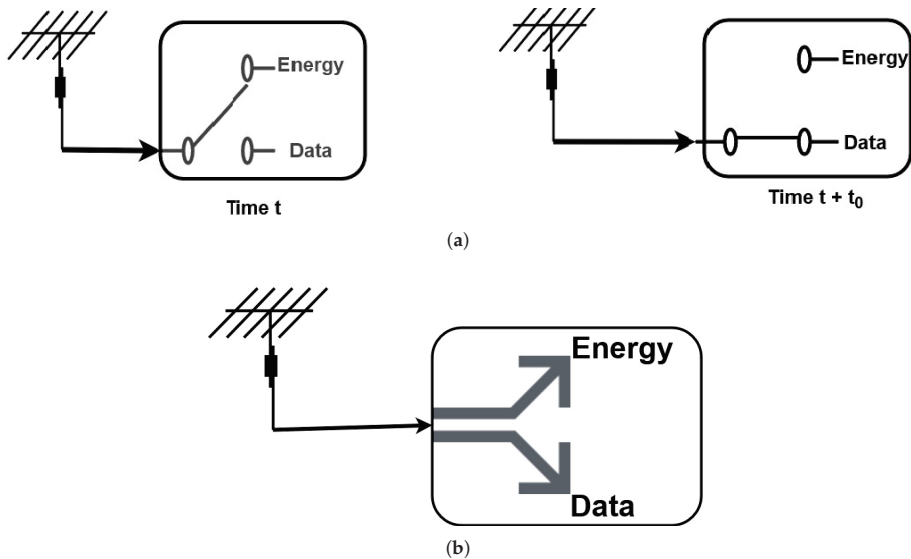 Energy
Data
Time t
Energy
Data
Time t + t₀
(a)
Energy
Data
(b)